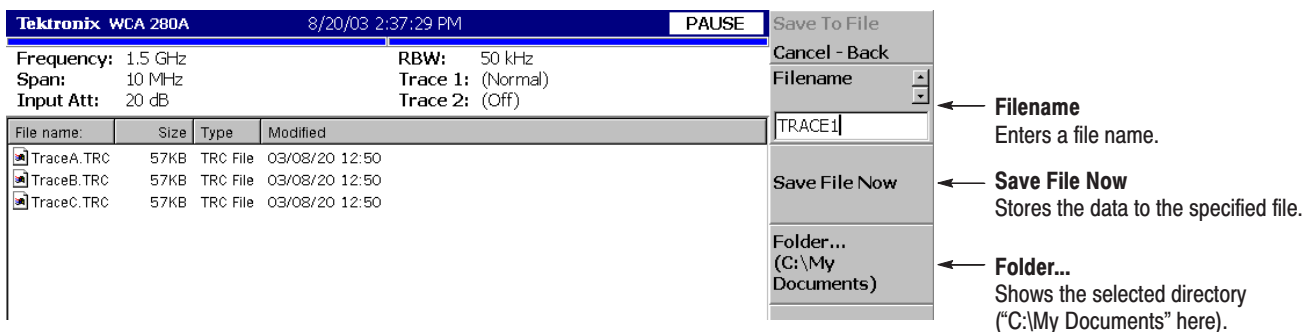 Tektronix WCA 280A 8/20/03 2:37:29 PM PAUSE
Frequency: 1.5 GHz RBW: 50 kHz
Span: 10 MHz Trace 1: (Normal)
Input Att: 20 dB Trace 2: (Off)
File name: Size Type Modified
TraceA.TRC 57KB TRC File 03/08/20 12:50
TraceB.TRC 57KB TRC File 03/08/20 12:50
TraceC.TRC 57KB TRC File 03/08/20 12:50
Save To File
Cancel - Back
Filename
TRACE1
Save File Now
Folder...
(C:\My
Documents)
Filename
Enters a file name.
Save File Now
Stores the data to the specified file.
Folder...
Shows the selected directory
(“C:\My Documents” here).